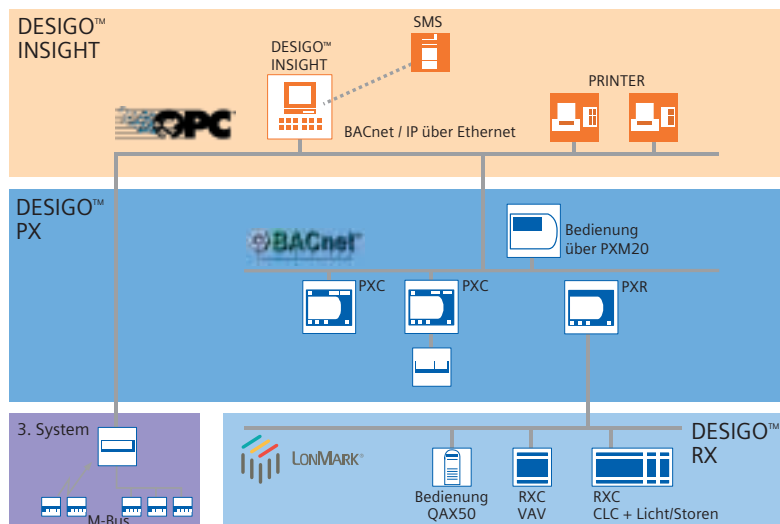 DESIGO™
INSIGHT
SMS
DESIGO™
INSIGHT
PRINTER
OPC
BACnet / IP über Ethernet
DESIGO™
PX
BACnet™
Bedienung
über PXM20
PXC
PXC
PXR
3. System
M-Bus
LONMARK®
DESIGO™
RX
Bedienung
QAX50
RXC
VAV
RXC
CLC + Licht/Storen